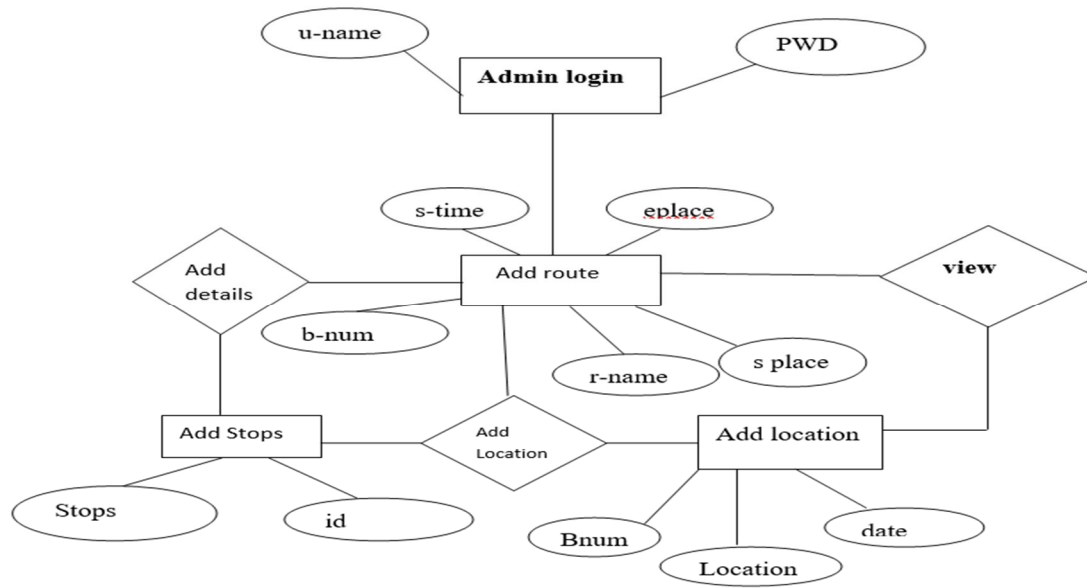 u-name
PWD
Admin login
s-time
eplace
Add
details
Add route
view
b-num
r-name
s place
Add Stops
Add
Location
Add location
Stops
id
Bnum
Location
date